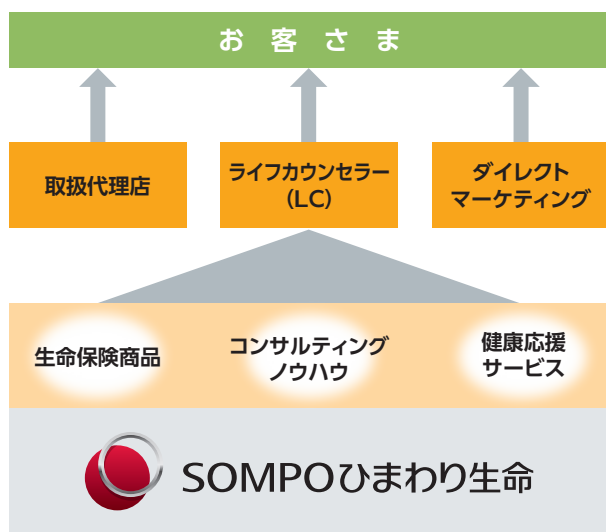 お客さま
取扱代理店
ライフカウンセラー
(LC)
ダイレクト
マーケティング
生命保険商品
コンサルティング
ノウハウ
健康応援
サービス
SOMPOひまわり生命